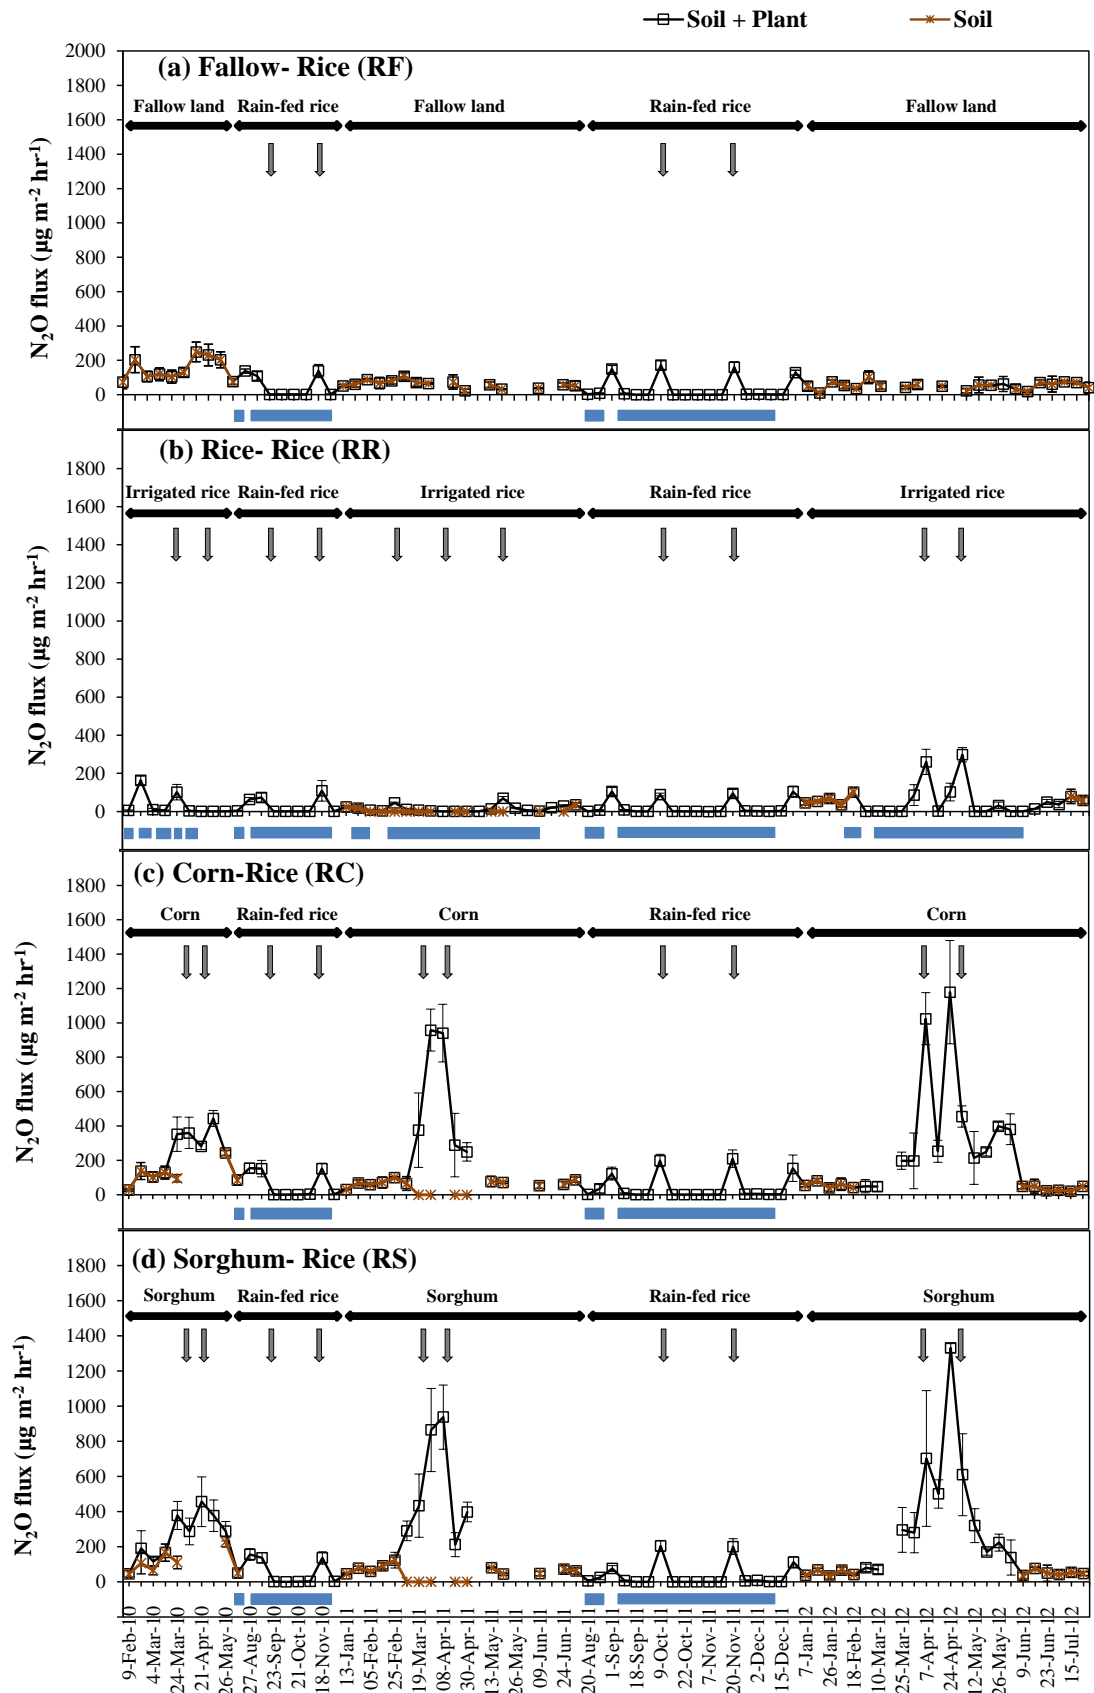 Soil + Plant
Soil
(a) Fallow- Rice (RF)
Fallow land
Rain-fed rice
Fallow land
Rain-fed rice
Fallow land
N₂O flux (µg m⁻² hr⁻¹)
2000
1800
1600
1400
1200
1000
800
600
400
200
0
(b) Rice- Rice (RR)
Irrigated rice
Rain-fed rice
Irrigated rice
Rain-fed rice
Irrigated rice
N₂O flux (µg m⁻² hr⁻¹)
1800
1600
1400
1200
1000
800
600
400
200
0
(c) Corn-Rice (RC)
Corn
Rain-fed rice
Corn
Rain-fed rice
Corn
N₂O flux (µg m⁻² hr⁻¹)
1800
1600
1400
1200
1000
800
600
400
200
0
(d) Sorghum- Rice (RS)
Sorghum
Rain-fed rice
Sorghum
Rain-fed rice
Sorghum
N₂O flux (µg m⁻² hr⁻¹)
1800
1600
1400
1200
1000
800
600
400
200
0
9-Feb-10
4-Mar-10
24-Mar-10
21-Apr-10
26-May-10
27-Aug-10
23-Sep-10
21-Oct-10
18-Nov-10
13-Jan-11
05-Feb-11
25-Feb-11
19-Mar-11
08-Apr-11
30-Apr-11
13-May-11
26-May-11
09-Jun-11
24-Jun-11
20-Aug-11
1-Sep-11
18-Sep-11
9-Oct-11
22-Oct-11
7-Nov-11
20-Nov-11
2-Dec-11
15-Dec-11
7-Jan-12
26-Jan-12
18-Feb-12
10-Mar-12
25-Mar-12
7-Apr-12
24-Apr-12
12-May-12
26-May-12
9-Jun-12
23-Jun-12
15-Jul-12